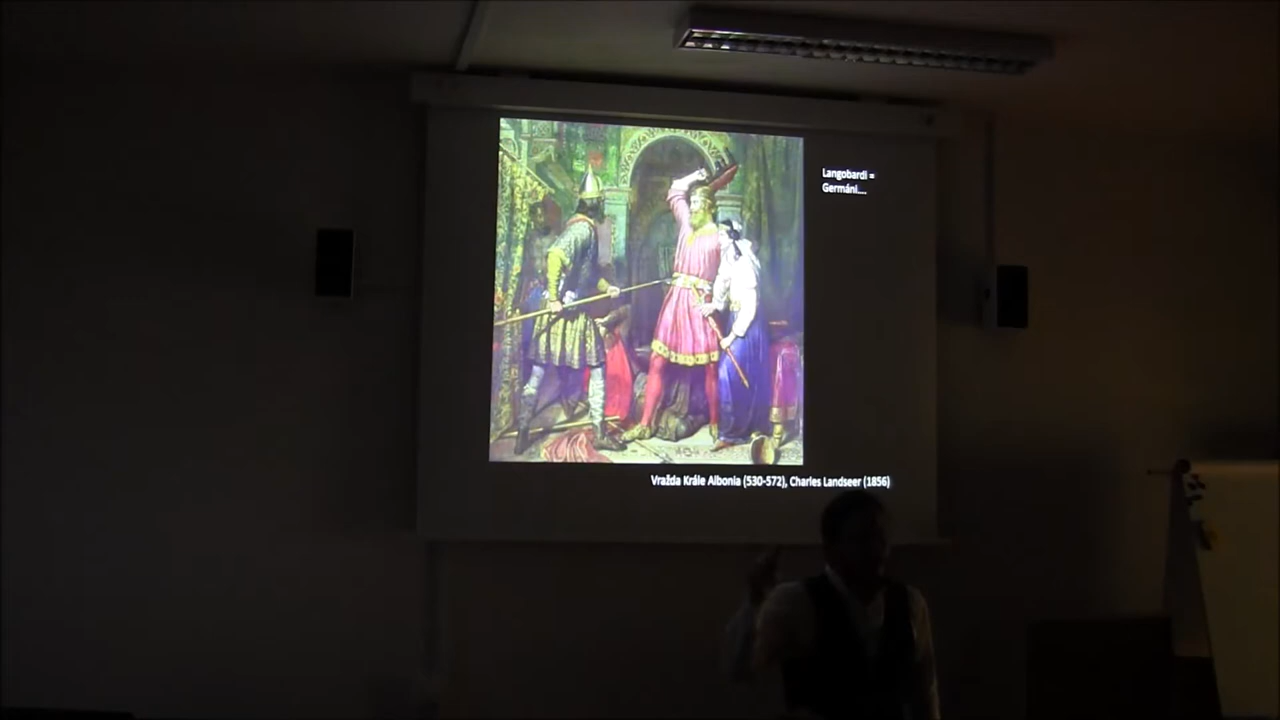 Langobardi =
Germáni....
Vražda Krále Albonia (530-572), Charles Landseer (1856)